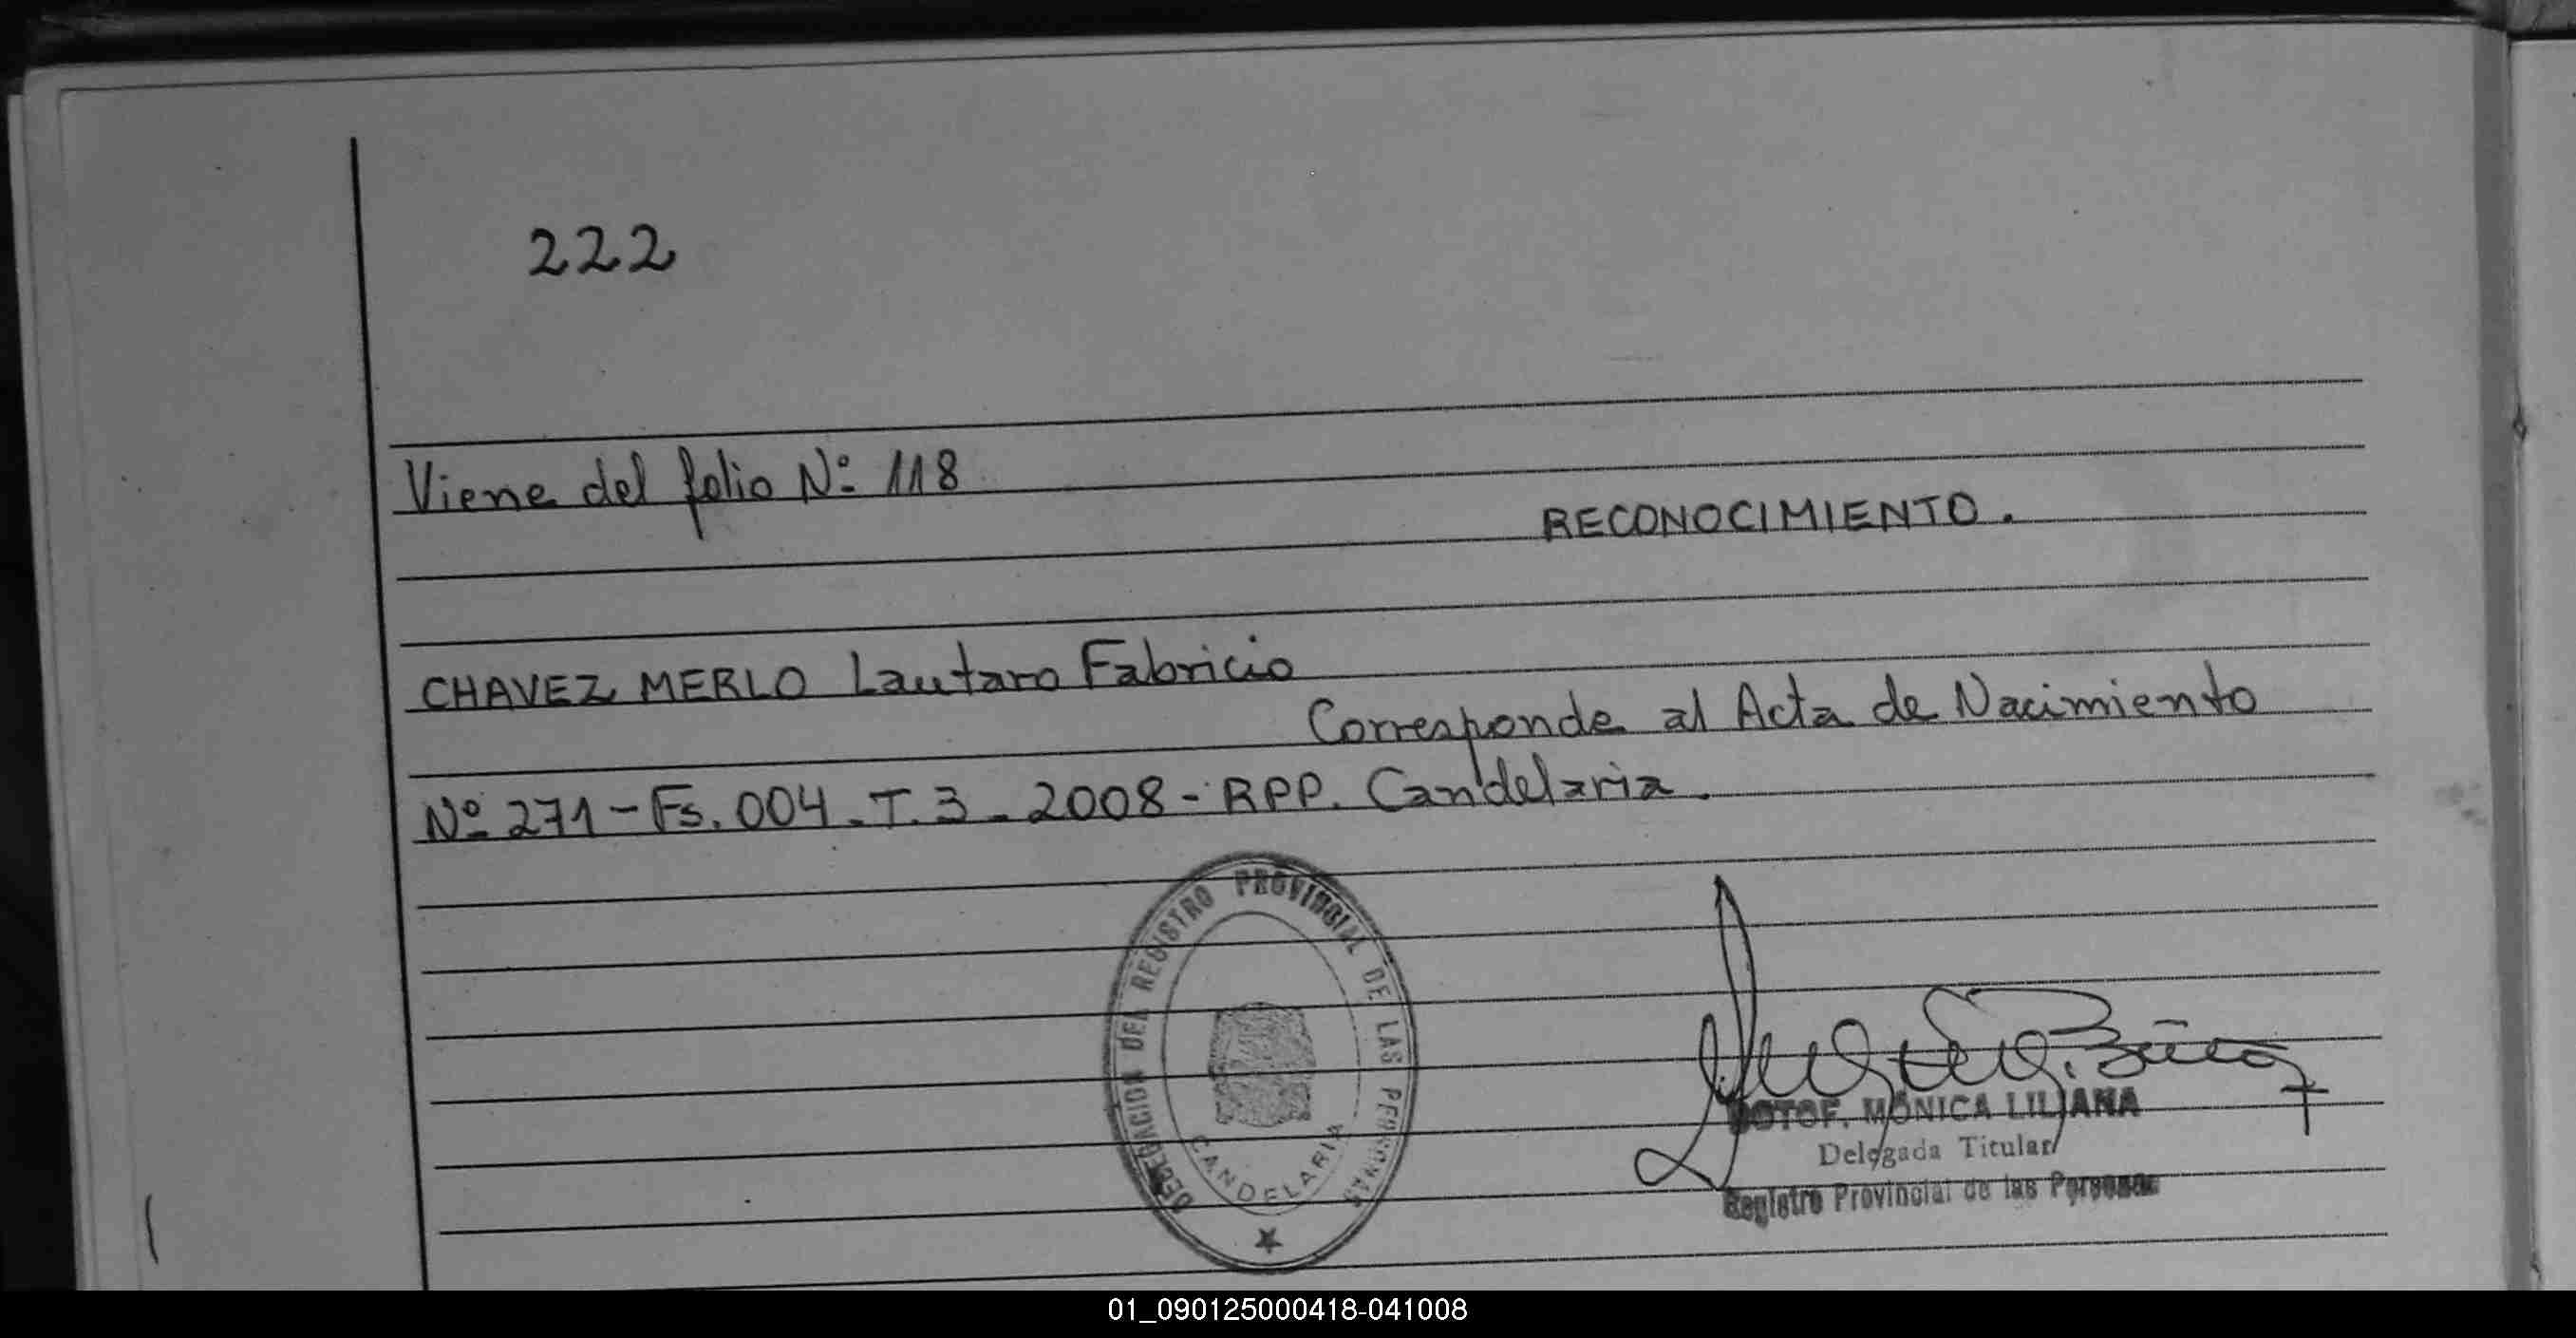 222
Viene del folio Nº 118
RECONOCIMIENTO.
CHAVEZ MERLO Lautaro Fabricio
Corresponde al Acta de Nacimiento
Nº 271 - Fs. 004 - T. 3 - 2008 - RPP. Candelaria.
DELEGACION DEL REGISTRO PROVINCIAL DE LAS PERSONAS
CANDELARIA
MONICA LILIANA
Delegada Titular
Registro Provincial de las Personas
01_090125000418-041008